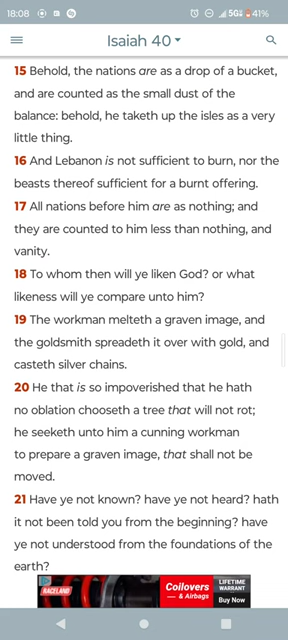 18:08
5G
41%
Isaiah 40
15 Behold, the nations are as a drop of a bucket,
and are counted as the small dust of the
balance: behold, he taketh up the isles as a very
little thing.
16 And Lebanon is not sufficient to burn, nor the
beasts thereof sufficient for a burnt offering.
17 All nations before him are as nothing; and
they are counted to him less than nothing, and
vanity.
18 To whom then will ye liken God? or what
likeness will ye compare unto him?
19 The workman melteth a graven image, and
the goldsmith spreadeth it over with gold, and
casteth silver chains.
20 He that is so impoverished that he hath
no oblation chooseth a tree that will not rot;
he seeketh unto him a cunning workman
to prepare a graven image, that shall not be
moved.
21 Have ye not known? have ye not heard? hath
it not been told you from the beginning? have
ye not understood from the foundations of the
earth?
RACELAND
Coilovers
& Airbags
LIFETIME
WARRANTY
Buy Now